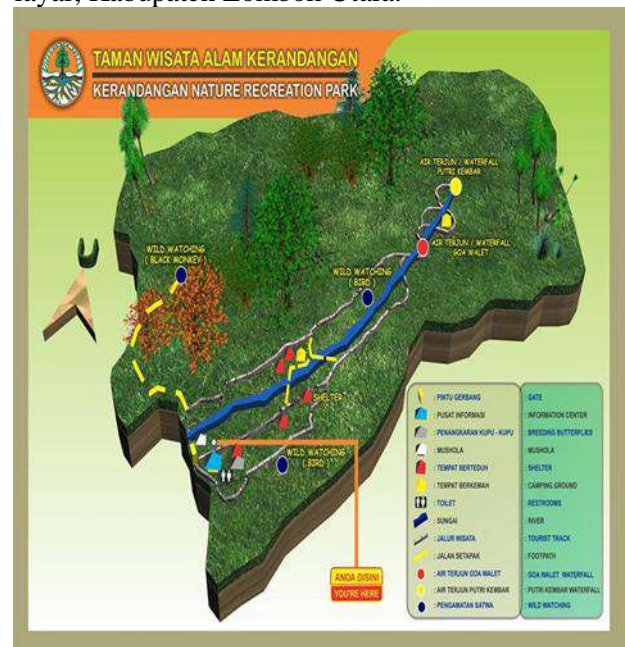 layar, Kabupaten Lombok Utara.
TAMAN WISATA ALAM KERANDANGAN
KERANDANGAN NATURE RECREATION PARK
AIR TERJUN / WATERFALL
PUTRI KEMBAR
AIR TERJUN / WATERFALL
GOA WALET
WILD WATCHING
( BLACK MONKEY )
WILD WATCHING
( BIRD )
SHELTER
WILD WATCHING
( BIRD )
ANDA DISINI
YOU'RE HERE
: PINTU GERBANG : GATE
: PUSAT INFORMASI : INFORMATION CENTER
: PENANGKARAN KUPU - KUPU : BREEDING BUTTERFLIES
: MUSHOLA : MUSHOLA
: TEMPAT BERTEDUH : SHELTER
: TEMPAT BERKEMAH : CAMPING GROUND
: TOILET : RESTROOMS
: SUNGAI : RIVER
: JALUR WISATA : TOURIST TRACK
: JALAN SETAPAK : FOOTPATH
: AIR TERJUN GOA WALET : GOA WALET WATERFALL
: AIR TERJUN PUTRI KEMBAR : PUTRI KEMBAR WATERFALL
: PENGAMATAN SATWA : WILD WATCHING